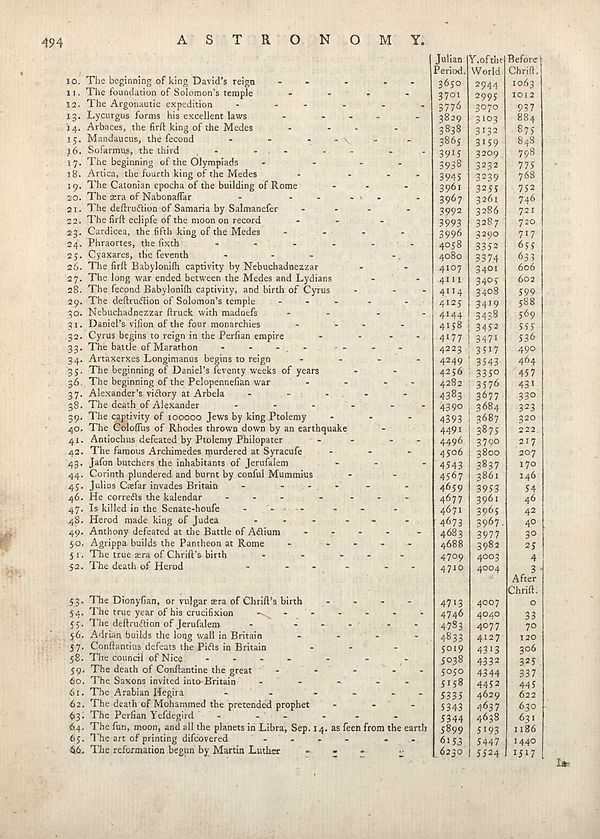 494 ASTRONOMY.
Julian Period. Y. of the World Before Chriſt.
10. The beginning of king David's reign - - - - - 3650 2944 1063
11. The foundation of Solomon's temple - - - - 3701 2995 1012
12. The Argonautic expedition - - - - - 3776 3070 937
13. Lycurgus forms his excellent laws - - - - 3829 3103 884
14. Arbaces, the firſt king of the Medes - - - - 3838 3132 875
15. Mandaucus, the ſecond - - - - - 3865 3159 848
16. Soſarmus, the third - - - - - - 3915 3209 798
17. The beginning of the Olympiads - - - - - 3938 3232 775
18. Artica, the fourth king of the Medes - - - - 3945 3239 768
19. The Catonian epocha of the building of Rome - - - 3961 3255 752
20. The æra of Nabonaſſar - - - - - - 3967 3261 746
21. The deſtruction of Samaria by Salmaneſer - - - 3992 3286 721
22. The firſt eclipſe of the moon on record - - - 3993 3287 720
23. Cardicea, the fifth king of the Medes - - - - 3996 3290 717
24. Phraortes, the ſixth - - - - - - 4058 3352 655
25. Cyaxares, the ſeventh - - - - - 4080 3374 633
26. The firſt Babyloniſh captivity by Nebuchadnezzar - - 4107 3401 606
27. The long war ended between the Medes and Lydians - - 4111 3405 602
28. The ſecond Babyloniſh captivity, and birth of Cyrus - - - 4114 3408 599
29. The deſtruction of Solomon's temple - - - - - 4125 3419 588
30. Nebuchadnezzar ſtruck with madneſs - - - - 4144 3438 569
31. Daniel's viſion of the four monarchies - - - - 4158 3452 555
32. Cyrus begins to reign in the Perſian empire - - - - 4177 3471 536
33. The battle of Marathon - - - - - - 4223 3517 490
34. Artaxerxes Longimanus begins to reign - - - - 4249 3543 464
35. The beginning of Daniel's ſeventy weeks of years - - 4256 3550 457
36. The beginning of the Peloponneſian war - - - - 4282 3576 431
37. Alexander's victory at Arbela - - - - - 4383 3677 330
38. The death of Alexander - - - - - - 4390 3684 323
39. The captivity of 100000 Jews by king Ptolemy - - - 4393 3687 320
40. The Coloſſus of Rhodes thrown down by an earthquake - 4491 3875 222
41. Antiochus defeated by Ptolemy Philopater - - - 4496 3790 217
42. The famous Archimedes murdered at Syracuſe - - - 4506 3800 207
43. Jaſon butchers the inhabitants of Jeruſalem - - - 4543 3837 170
44. Corinth plundered and burnt by conſul Mummius - - 4567 3861 146
45. Julius Cæſar invades Britain - - - - - 4659 3953 54
46. He corrects the kalendar - - - - - - 4677 3961 46
47. Is killed in the Senate-houſe - - - - - 4671 3965 42
48. Herod made king of Judea - - - - - 4673 3967 40
49. Anthony defeated at the Battle of Actium - - - - 4683 3977 30
50. Agrippa builds the Pantheon at Rome - - - - 4688 3982 25
51. The true æra of Chriſt's birth - - - - - 4709 4003 4
52. The death of Herod - - - - - 4710 4004 3
After Chriſt.
53. The Dionyſian, or vulgar æra of Chriſt's birth - - - - 4713 4007 0
54. The true year of his crucifixion - - - - - - 4746 4040 33
55. The deſtruction of Jeruſalem - - - - - 4783 4077 70
56. Adrian builds the long wall in Britain - - - - 4833 4127 120
57. Conſtantius defeats the Picts in Britain - - - - 5019 4313 306
58. The council of Nice - - - - - - 5038 4332 325
59. The death of Conſtantine the great - - - - - 5050 4344 337
60. The Saxons invited into Britain - - - - - 5158 4452 445
61. The Arabian Hegira - - - - - - 5335 4629 622
62. The death of Mohammed the pretended prophet - - - 5343 4637 630
63. The Perſian Yeſdegird - - - - - - 5344 4638 631
64. The ſun, moon, and all the planets in Libra, Sep. 14. as ſeen from the earth 5899 5193 1186
65. The art of printing diſcovered - - - - - 6153 5447 1440
66. The reformation begun by Martin Luther - - - - 6230 5524 1517
In